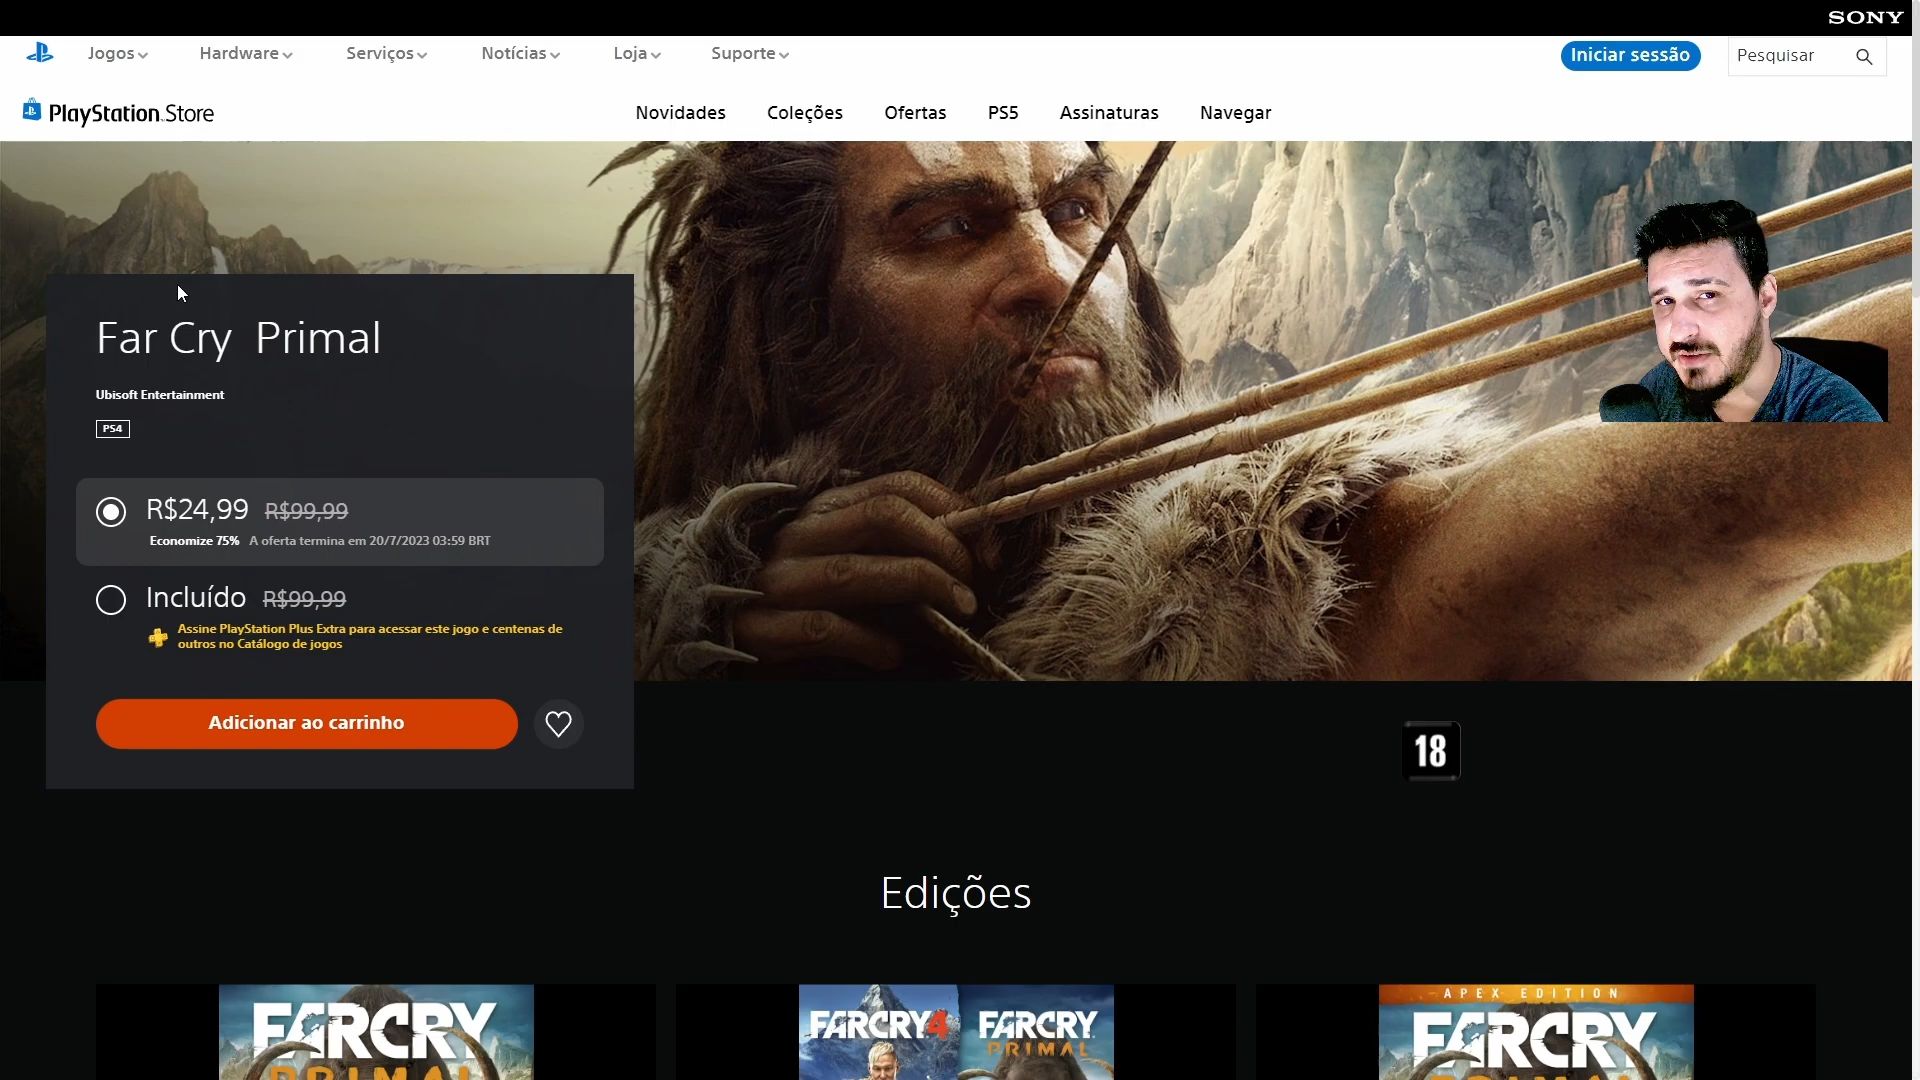 SONY
Jogos
Hardware
Serviços
Notícias
Loja
Suporte
Iniciar sessão
Pesquisar
PlayStation Store
Novidades
Coleções
Ofertas
PS5
Assinaturas
Navegar
Far Cry Primal
Ubisoft Entertainment
PS4
R$24,99 R$99,99
Economize 75% A oferta termina em 20/7/2023 03:59 BRT
Incluído R$99,99
Assine PlayStation Plus Extra para acessar este jogo e centenas de
outros no Catálogo de jogos
Adicionar ao carrinho
18
Edições
FARCRY
PRIMAL
FARCRY4
FARCRY
PRIMAL
APEX EDITION
FARCRY
PRIMAL